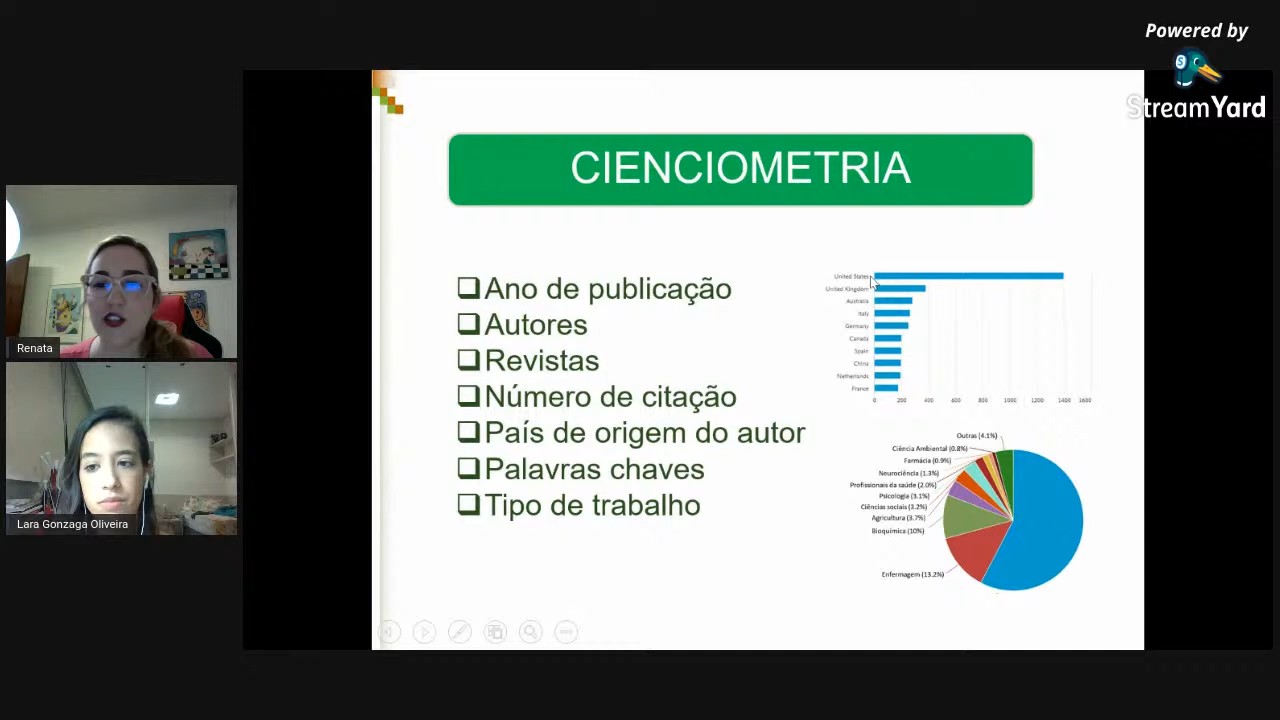 Powered by
StreamYard
CIENCIOMETRIA
Ano de publicação
Autores
Revistas
Número de citação
País de origem do autor
Palavras chaves
Tipo de trabalho
United States
United Kingdom
Australia
Italy
Germany
Canada
Spain
China
Netherlands
France
0 200 400 600 800 1000 1200 1400 1600
Outras (4.1%)
Ciência Ambiental (0.8%)
Farmácia (0.9%)
Neurociência (1.3%)
Profissionais da saúde (2.0%)
Psicologia (3.1%)
Ciências sociais (3.2%)
Agricultura (3.7%)
Bioquímica (10%)
Enfermagem (13.2%)
Renata
Lara Gonzaga Oliveira